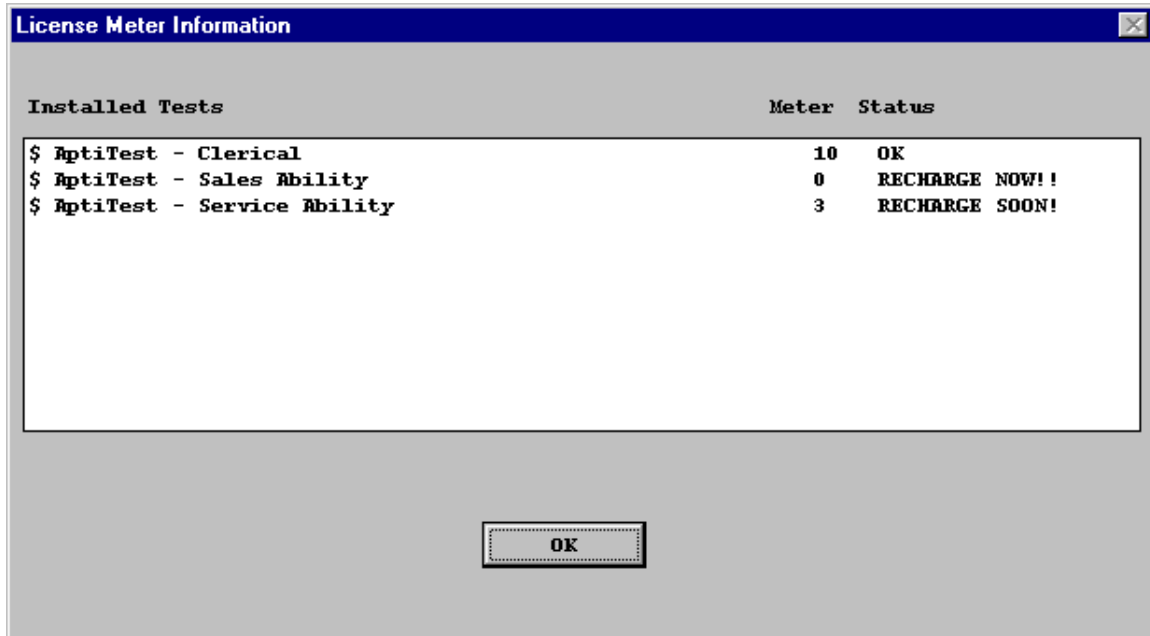 License Meter Information
Installed Tests Meter Status
$ AptiTest - Clerical 10 OK
$ AptiTest - Sales Ability 0 RECHARGE NOW!!
$ AptiTest - Service Ability 3 RECHARGE SOON!
OK